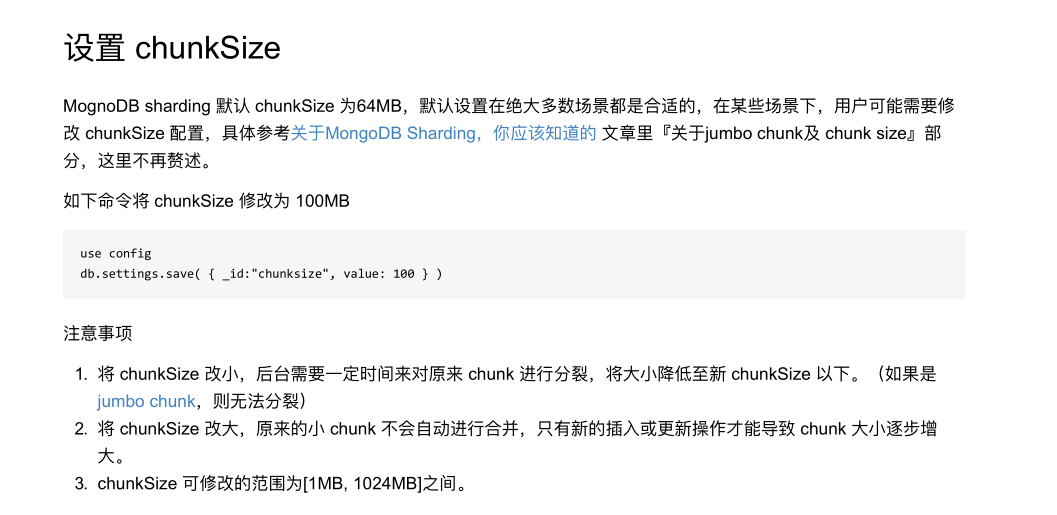 设置 chunkSize
MognoDB sharding 默认 chunkSize 为64MB，默认设置在绝大多数场景都是合适的，在某些场景下，用户可能需要修
改 chunkSize 配置，具体参考关于MongoDB Sharding，你应该知道的 文章里『关于jumbo chunk及 chunk size』部
分，这里不再赘述。
如下命令将 chunkSize 修改为 100MB
use config
db.settings.save( { _id:"chunksize", value: 100 } )
注意事项
1. 将 chunkSize 改小，后台需要一定时间来对原来 chunk 进行分裂，将大小降低至新 chunkSize 以下。（如果是
jumbo chunk，则无法分裂）
2. 将 chunkSize 改大，原来的小 chunk 不会自动进行合并，只有新的插入或更新操作才能导致 chunk 大小逐步增
大。
3. chunkSize 可修改的范围为[1MB, 1024MB]之间。